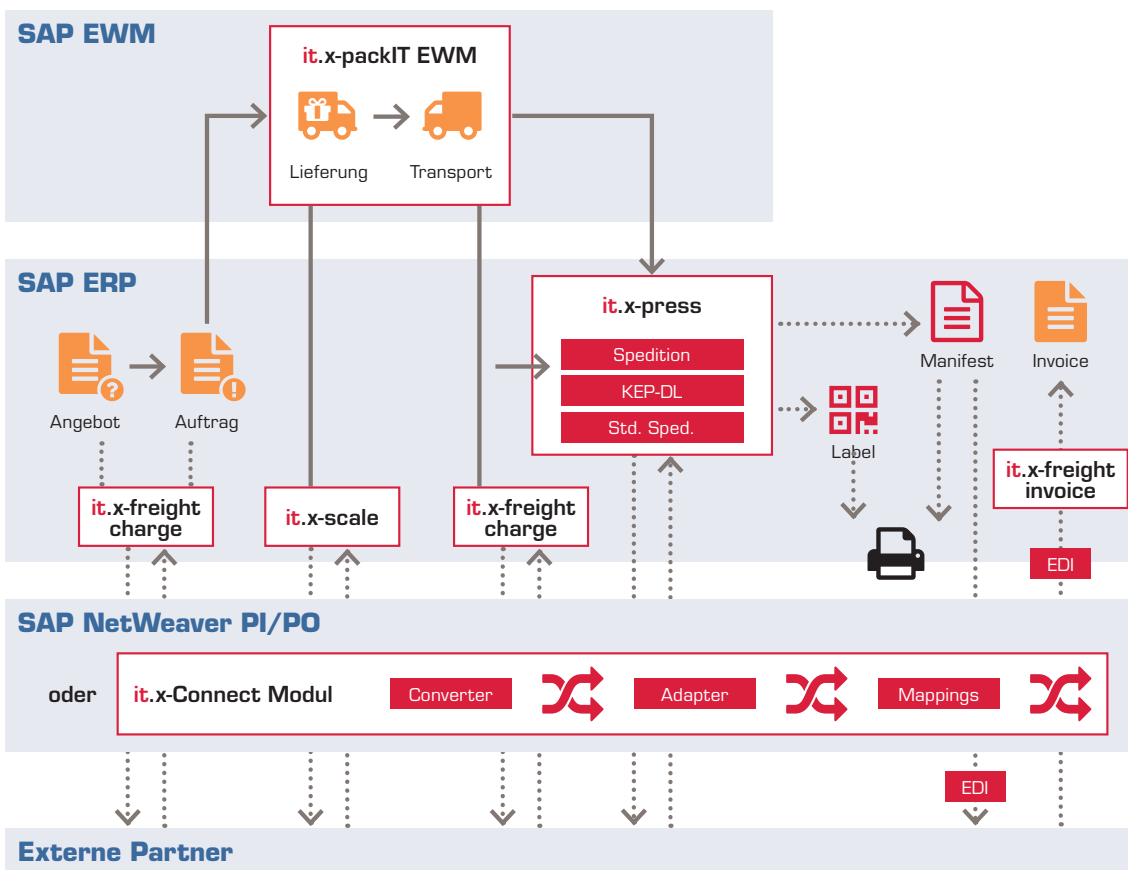 SAP EWM
it.x-packIT EWM
Lieferung
Transport
SAP ERP
it.x-press
Spedition
KEP-DL
Std. Sped.
Angebot
Auftrag
Manifest
Invoice
Label
it.x-freight
charge
it.x-scale
it.x-freight
charge
it.x-freight
invoice
EDI
SAP NetWeaver PI/PO
oder
it.x-Connect Modul
Converter
Adapter
Mappings
EDI
Externe Partner